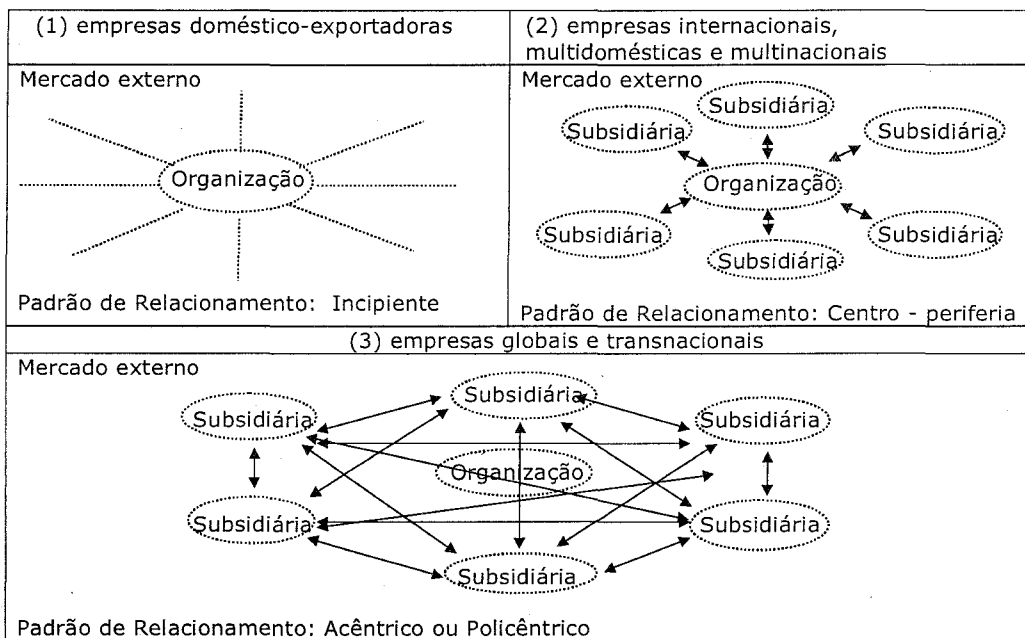 (1) empresas doméstico-exportadoras
(2) empresas internacionais,
multidomésticas e multinacionais
Mercado externo
Organização
Padrão de Relacionamento: Incipiente
Mercado externo
Subsidiária
Subsidiária
Subsidiária
Organização
Subsidiária
Subsidiária
Subsidiária
Padrão de Relacionamento: Centro - periferia
(3) empresas globais e transnacionais
Mercado externo
Subsidiária
Subsidiária
Subsidiária
Organização
Subsidiária
Subsidiária
Subsidiária
Padrão de Relacionamento: Acêntrico ou Policêntrico